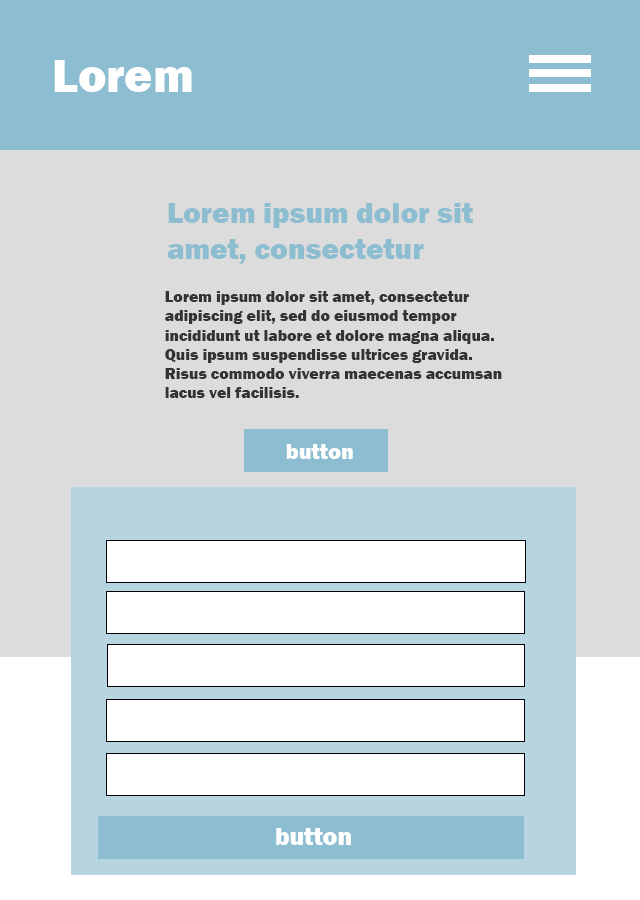 Lorem
Lorem ipsum dolor sit
amet, consectetur
Lorem ipsum dolor sit amet, consectetur
adipiscing elit, sed do eiusmod tempor
incididunt ut labore et dolore magna aliqua.
Quis ipsum suspendisse ultrices gravida.
Risus commodo viverra maecenas accumsan
lacus vel facilisis.
button
button